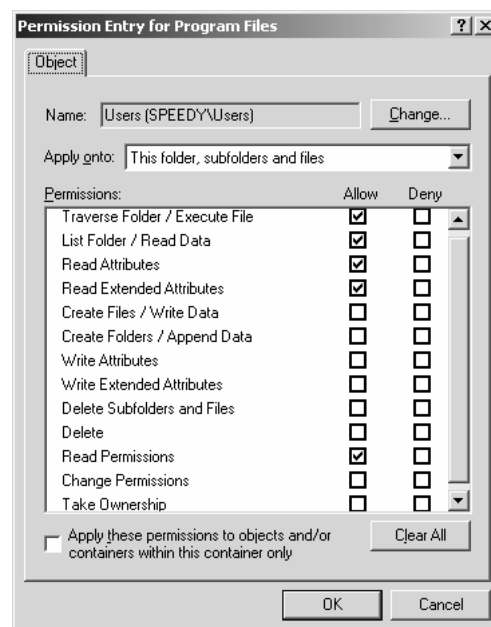 Permission Entry for Program Files
Object
Name: Users (SPEEDY\Users) Change...
Apply onto: This folder, subfolders and files
Permissions: Allow Deny
Traverse Folder / Execute File
List Folder / Read Data
Read Attributes
Read Extended Attributes
Create Files / Write Data
Create Folders / Append Data
Write Attributes
Write Extended Attributes
Delete Subfolders and Files
Delete
Read Permissions
Change Permissions
Take Ownership
Apply these permissions to objects and/or Clear All
containers within this container only
OK Cancel